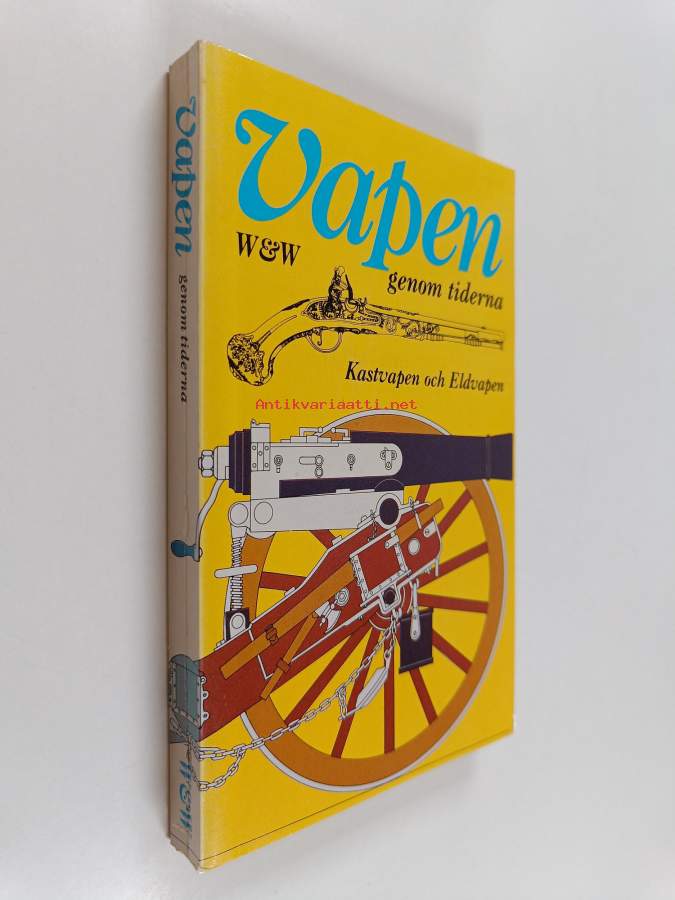 Vapen
W&W
genom tiderna
Kastvapen och Eldvapen
Antikvariaatti.net
Vapen
genom tiderna
W&W